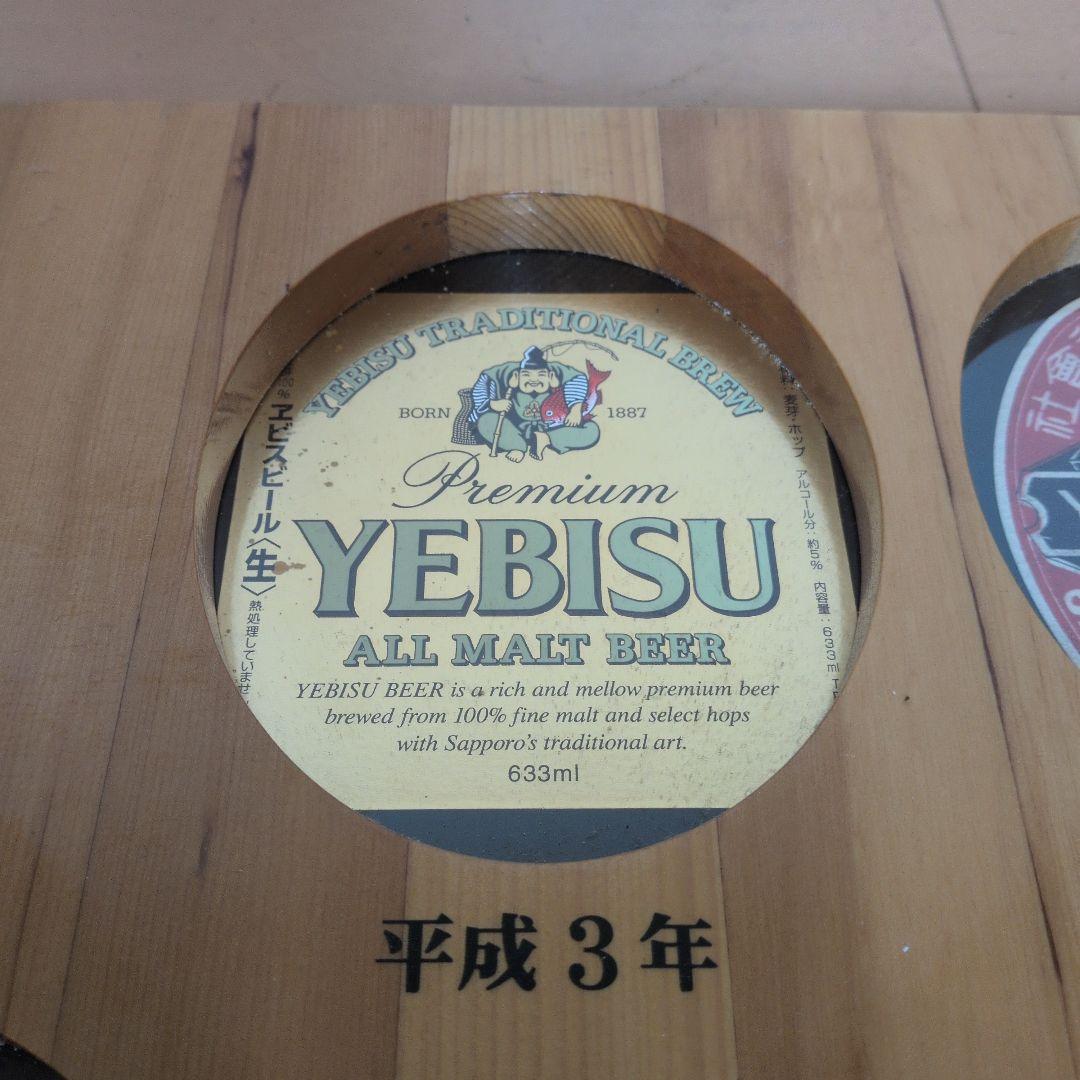 YEBISU TRADITIONAL BREW
BORN 1887
Premium
YEBISU
ALL MALT BEER
YEBISU BEER is a rich and mellow premium beer
brewed from 100% fine malt and select hops
with Sapporo's traditional art.
633ml
ヱビスビール〈生〉
熱処理していませ
麦芽・ホップ アルコール分:約5% 内容量:633ml
平成3年
社